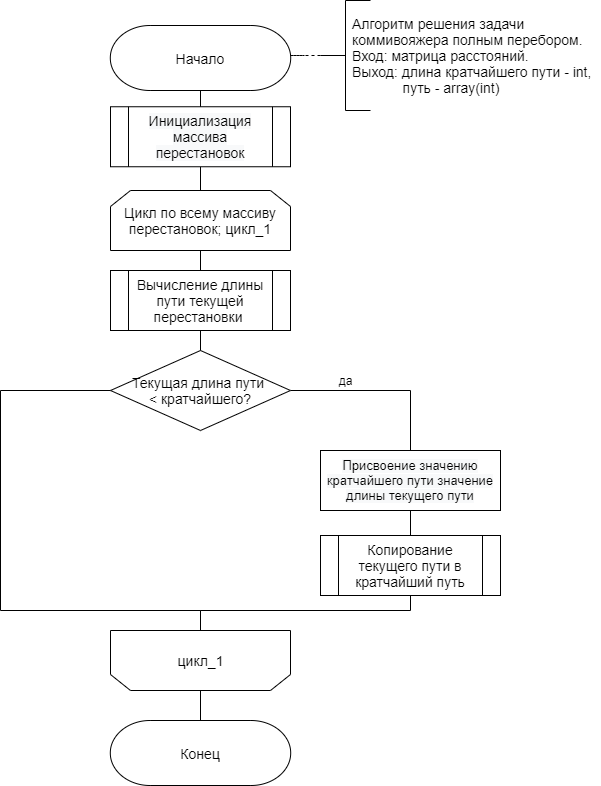 Алгоритм решения задачи
коммивояжера полным перебором.
Вход: матрица расстояний.
Выход: длина кратчайшего пути - int,
путь - array(int)
Начало
Инициализация
массива
перестановок
Цикл по всему массиву
перестановок; цикл_1
Вычисление длины
пути текущей
перестановки
Текущая длина пути
< кратчайшего?
да
Присвоение значению
кратчайшего пути значение
длины текущего пути
Копирование
текущего пути в
кратчайший путь
цикл_1
Конец